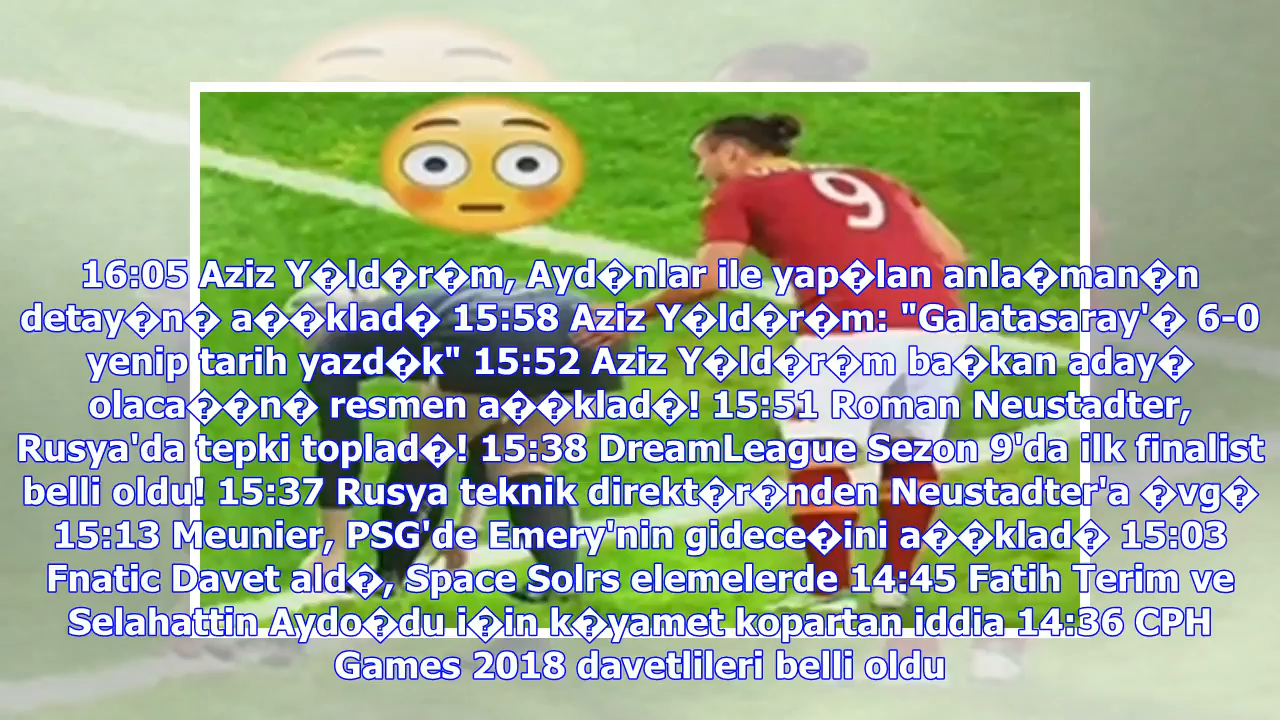 9
16:05 Aziz Y�ld�r�m, Ayd�nlar ile yap�lan anla�man�n
detay�n� a��klad� 15:58 Aziz Y�ld�r�m: "Galatasaray'� 6-0
yenip tarih yazd�k" 15:52 Aziz Y�ld�r�m ba�kan aday�
olaca��n� resmen a��klad�! 15:51 Roman Neustadter,
Rusya'da tepki toplad�! 15:38 DreamLeague Sezon 9'da ilk finalist
belli oldu! 15:37 Rusya teknik direkt�r�nden Neustadter'a �vg�
15:13 Meunier, PSG'de Emery'nin gidece�ini a��klad� 15:03
Fnatic Davet ald�, Space Solrs elemelerde 14:45 Fatih Terim ve
Selahattin Aydo�du i�in k�yamet kopartan iddia 14:36 CPH
Games 2018 davetlileri belli oldu